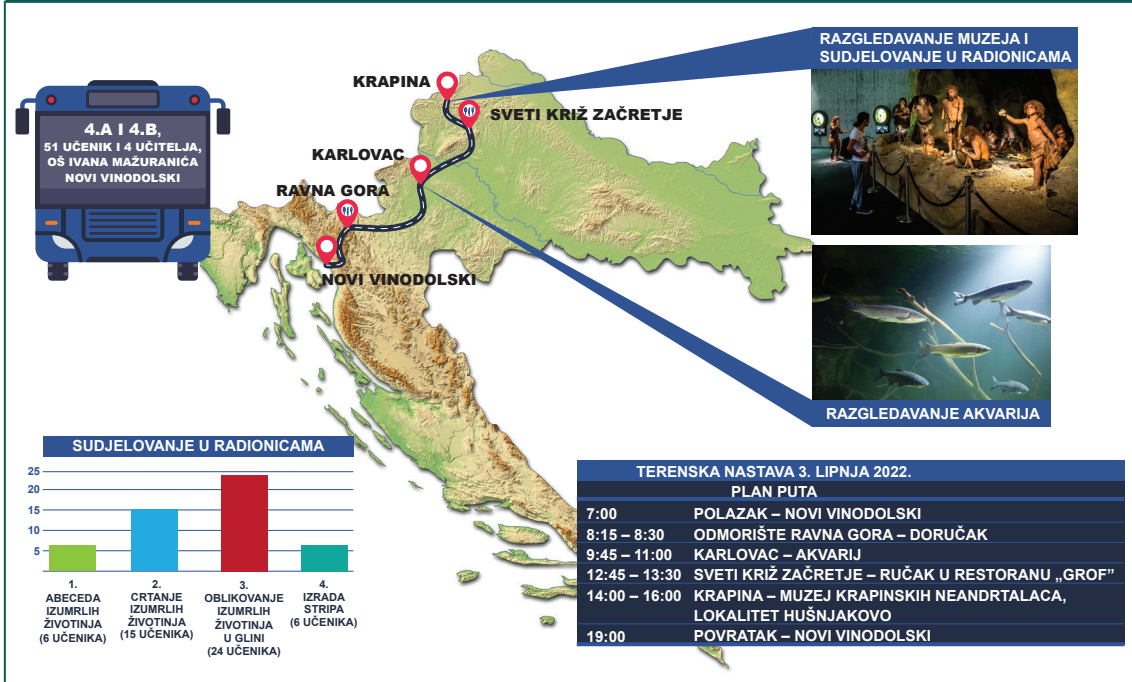 4.A I 4.B,
51 UČENIK I 4 UČITELJA,
OŠ IVANA MAŽURANIĆA
NOVI VINODOLSKI
KRAPINA
SVETI KRIŽ ZAČRETJE
KARLOVAC
RAVNA GORA
NOVI VINODOLSKI
RAZGLEDAVANJE MUZEJA I
SUDJELOVANJE U RADIONICAMA
RAZGLEDAVANJE AKVARIJA
SUDJELOVANJE U RADIONICAMA
25
20
15
10
5
1.
ABECEDA
IZUMRLIH
ŽIVOTINJA
(6 UČENIKA)
2.
CRTANJE
IZUMRLIH
ŽIVOTINJA
(15 UČENIKA)
3.
OBLIKOVANJE
IZUMRLIH
ŽIVOTINJA
U GLINI
(24 UČENIKA)
4.
IZRADA
STRIPA
(6 UČENIKA)
TERENSKA NASTAVA 3. LIPNJA 2022.
PLAN PUTA
7:00 POLAZAK – NOVI VINODOLSKI
8:15 – 8:30 ODMORIŠTE RAVNA GORA – DORUČAK
9:45 – 11:00 KARLOVAC – AKVARIJ
12:45 – 13:30 SVETI KRIŽ ZAČRETJE – RUČAK U RESTORANU „GROF”
14:00 – 16:00 KRAPINA – MUZEJ KRAPINSKIH NEANDRTALACA,
LOKALITET HUŠNJAKOVO
19:00 POVRATAK – NOVI VINODOLSKI